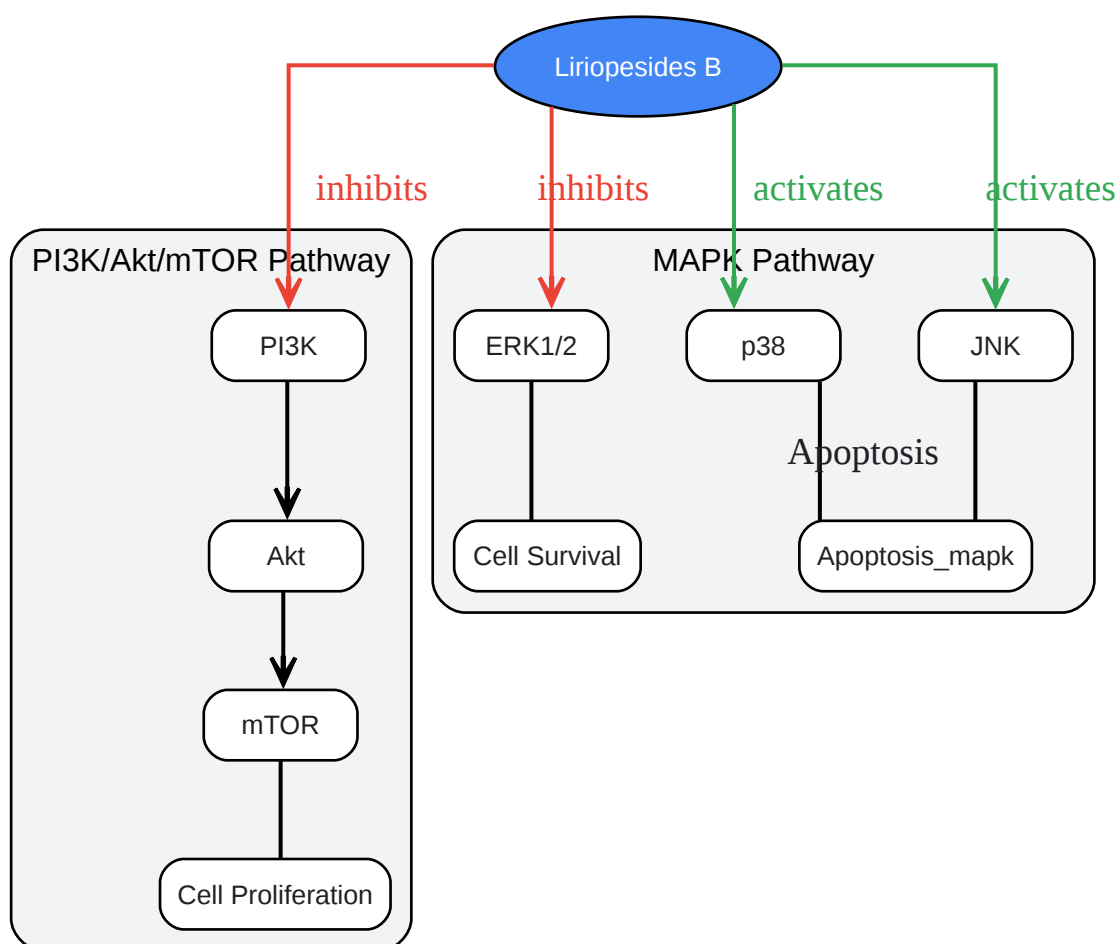 Liriopesides B
inhibits
inhibits
activates
activates
PI3K/Akt/mTOR Pathway
MAPK Pathway
PI3K
ERK1/2
p38
JNK
Apoptosis
Akt
Cell Survival
Apoptosis_mapk
mTOR
Cell Proliferation